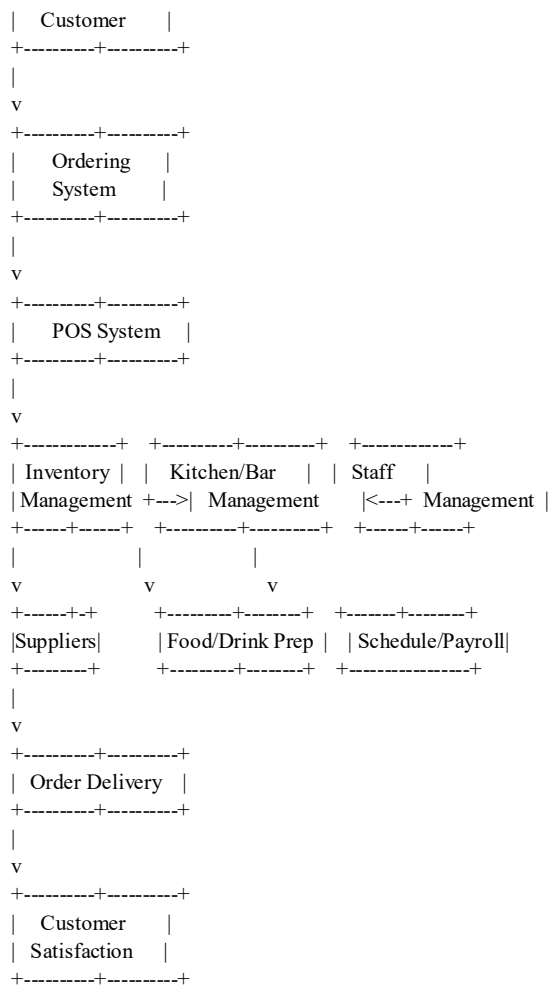 |     Customer        |
+----------+----------+
|
v
+----------+----------+
|       Ordering       |
|       System         |
+----------+----------+
|
v
+----------+----------+
|       POS System     |
+----------+----------+
|
v
+-------------+    +----------+----------+    +-------------+
|  Inventory  |   |    Kitchen/Bar      |   |   Staff      |
| Management  +--->|   Management        |<---+  Management  |
+------+------+    +----------+----------+    +------+------+
|                       |                     |
v                       v                     v
+------+-+            +---------+--------+    +-------+--------+
|Suppliers|           | Food/Drink Prep  |   | Schedule/Payroll|
+---------+           +---------+--------+    +----------------+
|
v
+----------+----------+
|   Order Delivery    |
+----------+----------+
|
v
+----------+----------+
|     Customer        |
|   Satisfaction      |
+----------+----------+